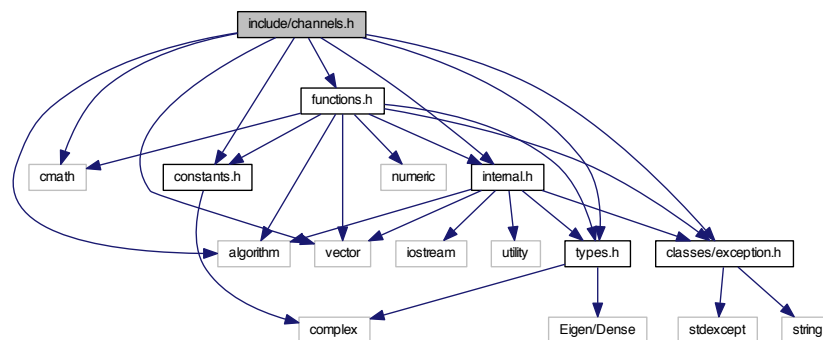 include/channels.h
functions.h
cmath
constants.h
numeric
internal.h
algorithm
vector
iostream
utility
types.h
classes/exception.h
complex
Eigen/Dense
stdexcept
string